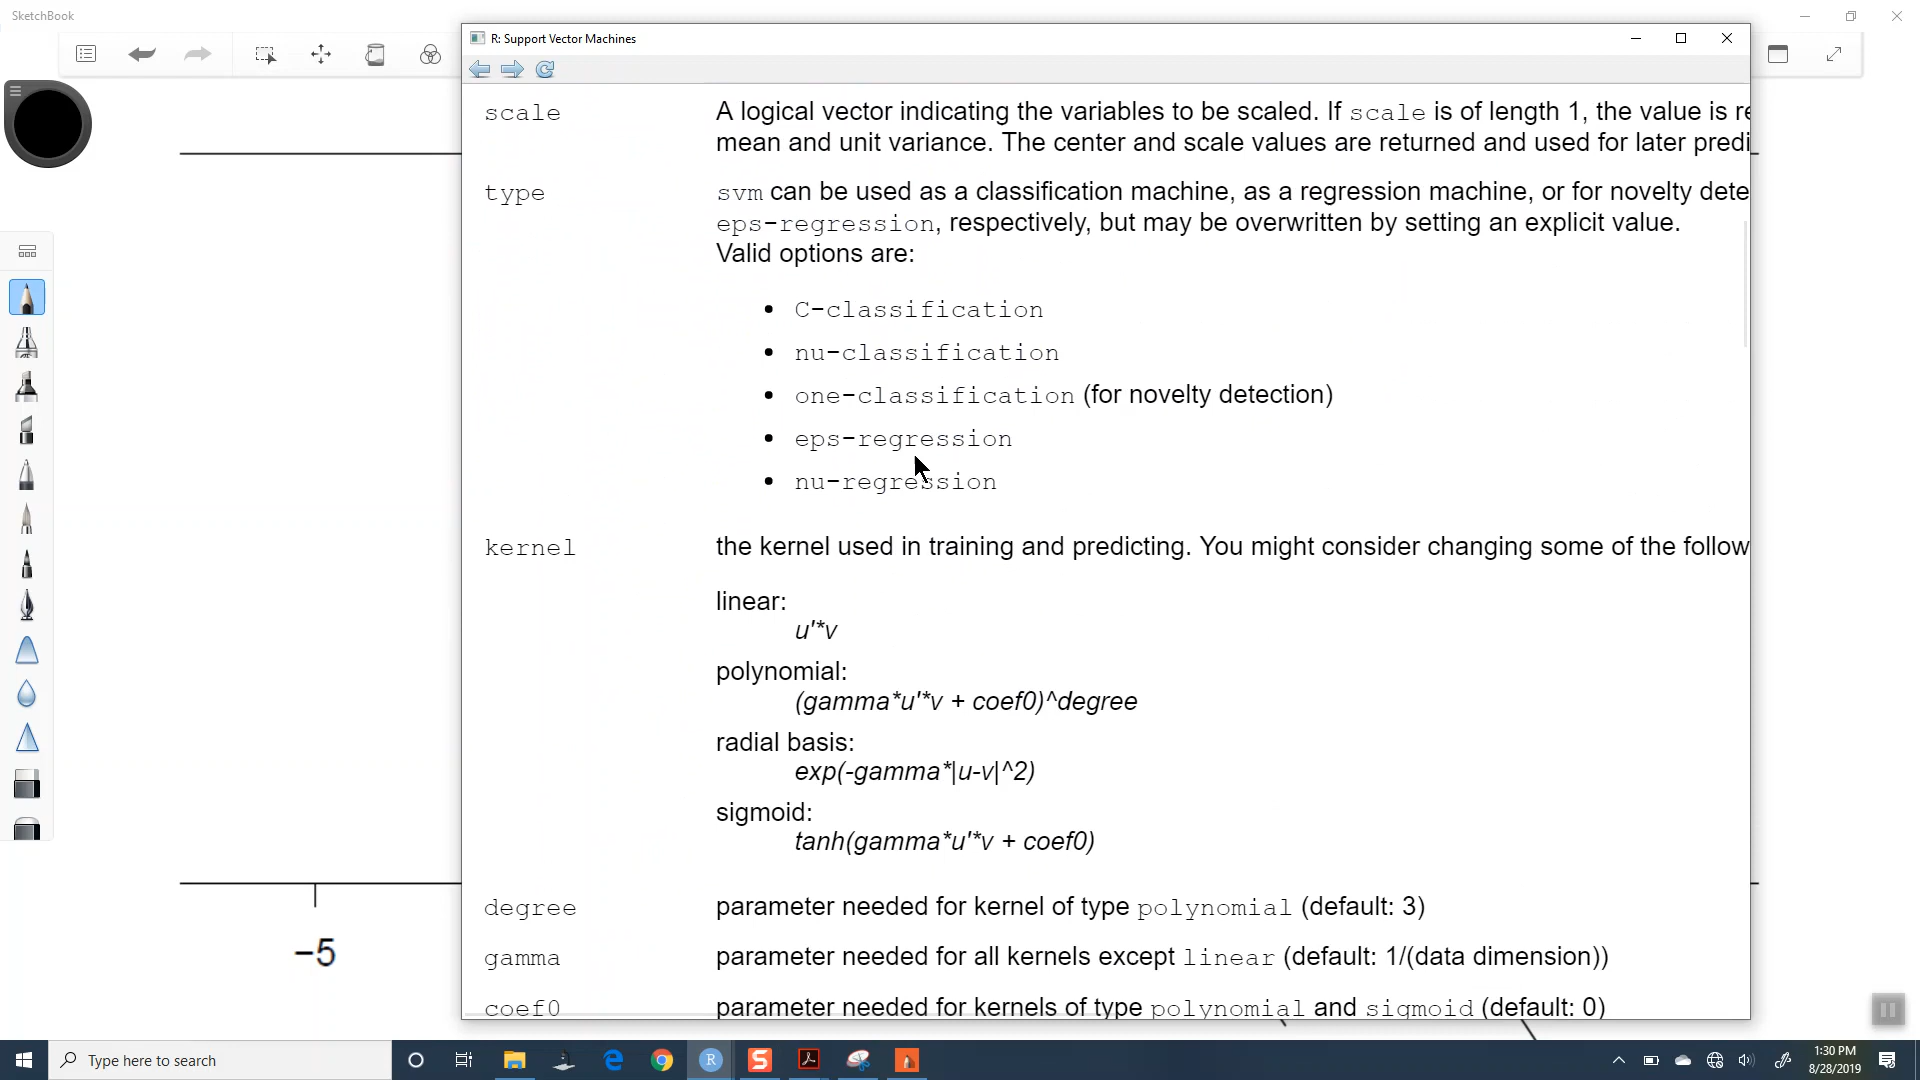 SketchBook
R: Support Vector Machines
scale
A logical vector indicating the variables to be scaled. If scale is of length 1, the value is re
mean and unit variance. The center and scale values are returned and used for later predi
type
svm can be used as a classification machine, as a regression machine, or for novelty dete
eps-regression, respectively, but may be overwritten by setting an explicit value.
Valid options are:
• C-classification
• nu-classification
• one-classification (for novelty detection)
• eps-regression
• nu-regression
kernel
the kernel used in training and predicting. You might consider changing some of the follow
linear:
u'*v
polynomial:
(gamma*u'*v + coef0)^degree
radial basis:
exp(-gamma*|u-v|^2)
sigmoid:
tanh(gamma*u'*v + coef0)
degree
parameter needed for kernel of type polynomial (default: 3)
gamma
parameter needed for all kernels except linear (default: 1/(data dimension))
coef0
parameter needed for kernels of type polynomial and sigmoid (default: 0)
−5
Type here to search
1:30 PM
8/28/2019